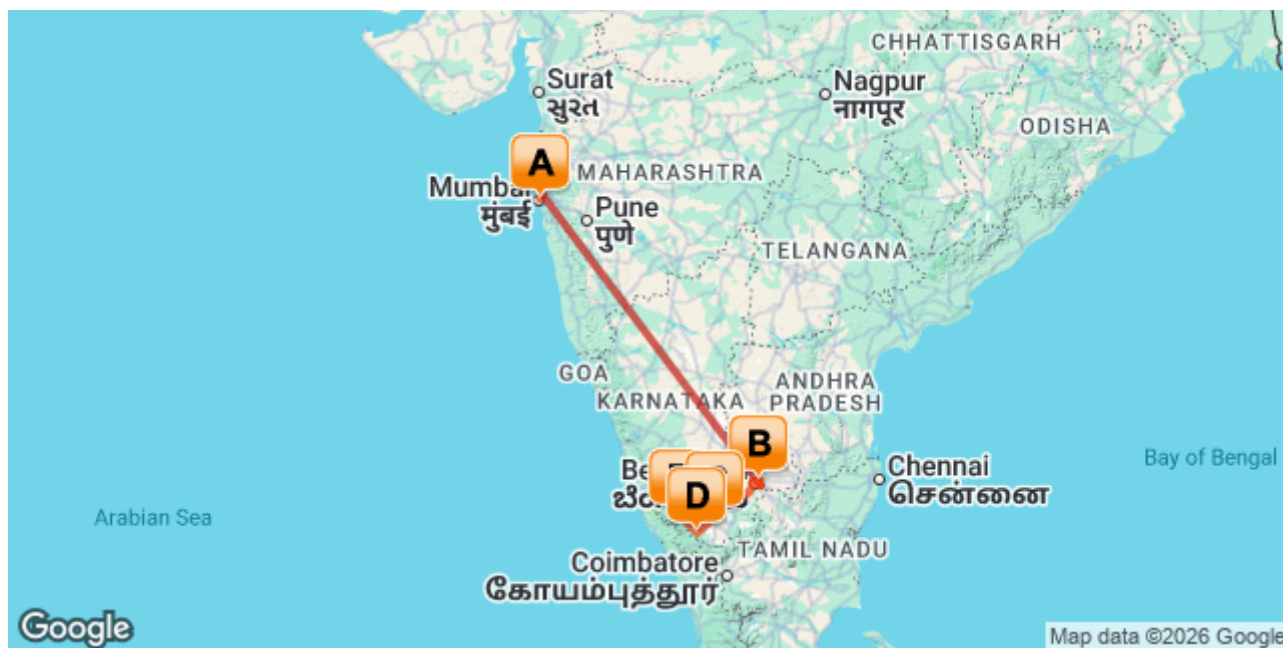 CHHATTISGARH
Surat
સુરત
Nagpur
नागपूर
ODISHA
A
MAHARASHTRA
Mumbai
मुंबई
Pune
पुणे
TELANGANA
GOA
KARNATAKA
ANDHRA
PRADESH
B
Be
D
Chennai
சென்னை
Bay of Bengal
Arabian Sea
TAMIL NADU
Coimbatore
கோயம்புத்தூர்
Google
Map data ©2026 Google